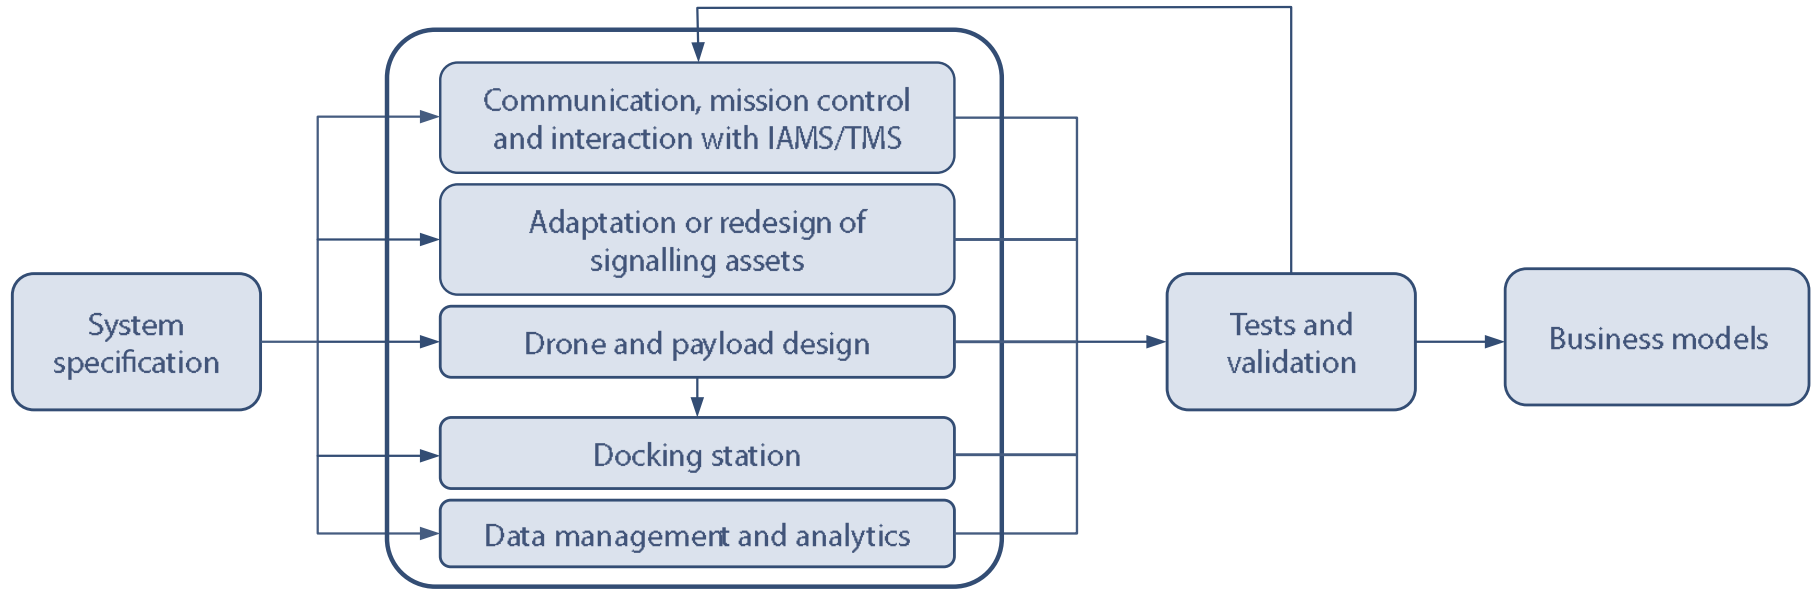 Communication, mission control
and interaction with IAMS/TMS
Adaptation or redesign of
signalling assets
System
specification
Drone and payload design
Docking station
Data management and analytics
Tests and
validation
Business models